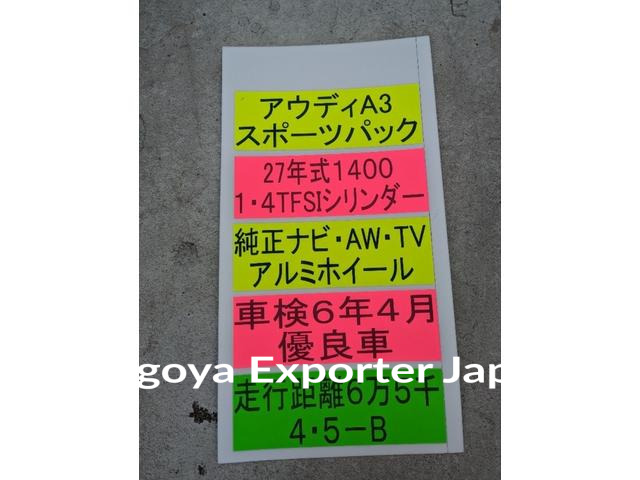 アウディA3
スポーツパック
27年式1400
1・4TFSIシリンダー
純正ナビ・AW・TV
アルミホイール
車検6年4月
優良車
goya Exporter Jap
走行距離6万5千
4・5-B